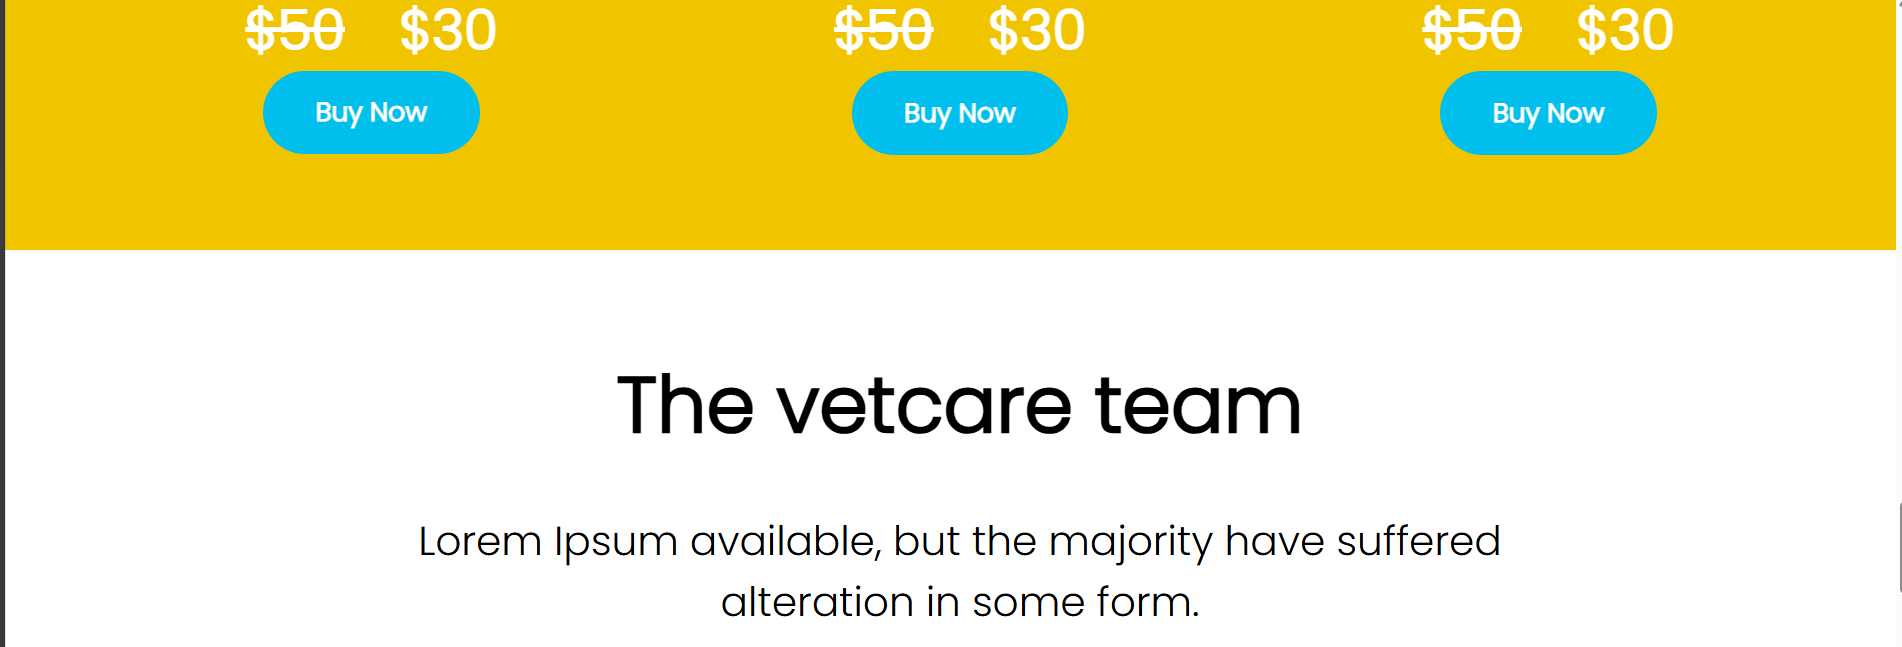 $50 $30 $50 $30 $50 $30
Buy Now Buy Now Buy Now
The vetcare team
Lorem Ipsum available, but the majority have suffered
alteration in some form.